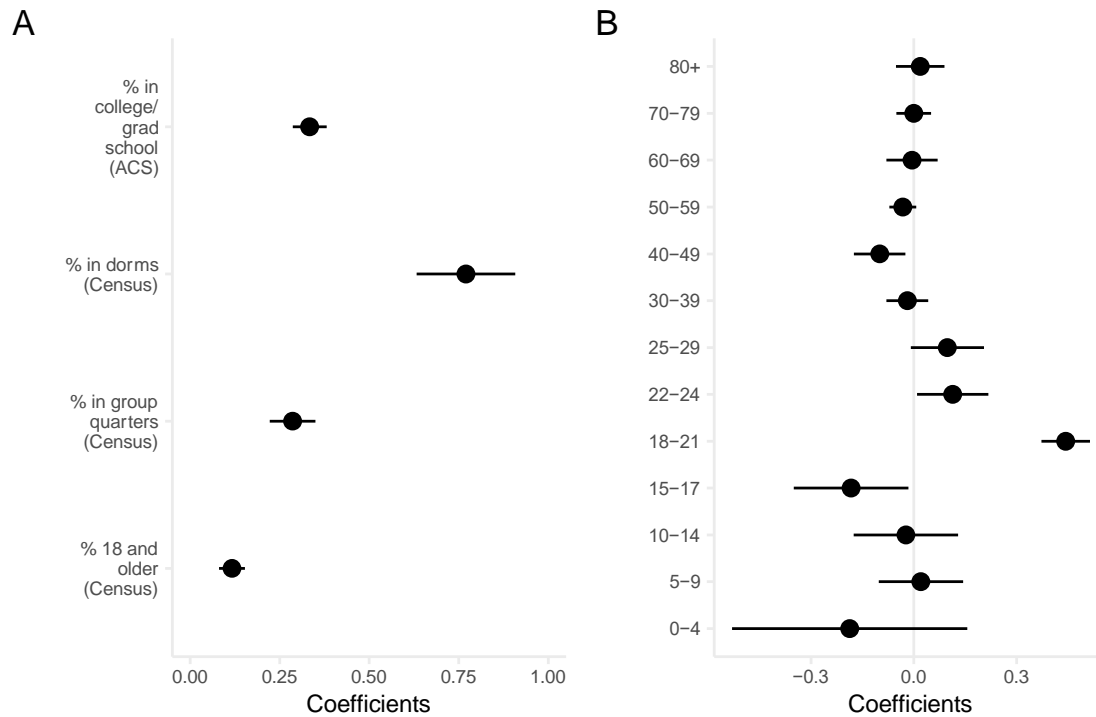 A
% in
college/
grad
school
(ACS)
% in dorms
(Census)
% in group
quarters
(Census)
% 18 and
older
(Census)
0.00 0.25 0.50 0.75 1.00
Coefficients
B
80+
70−79
60−69
50−59
40−49
30−39
25−29
22−24
18−21
15−17
10−14
5−9
0−4
−0.3 0.0 0.3
Coefficients